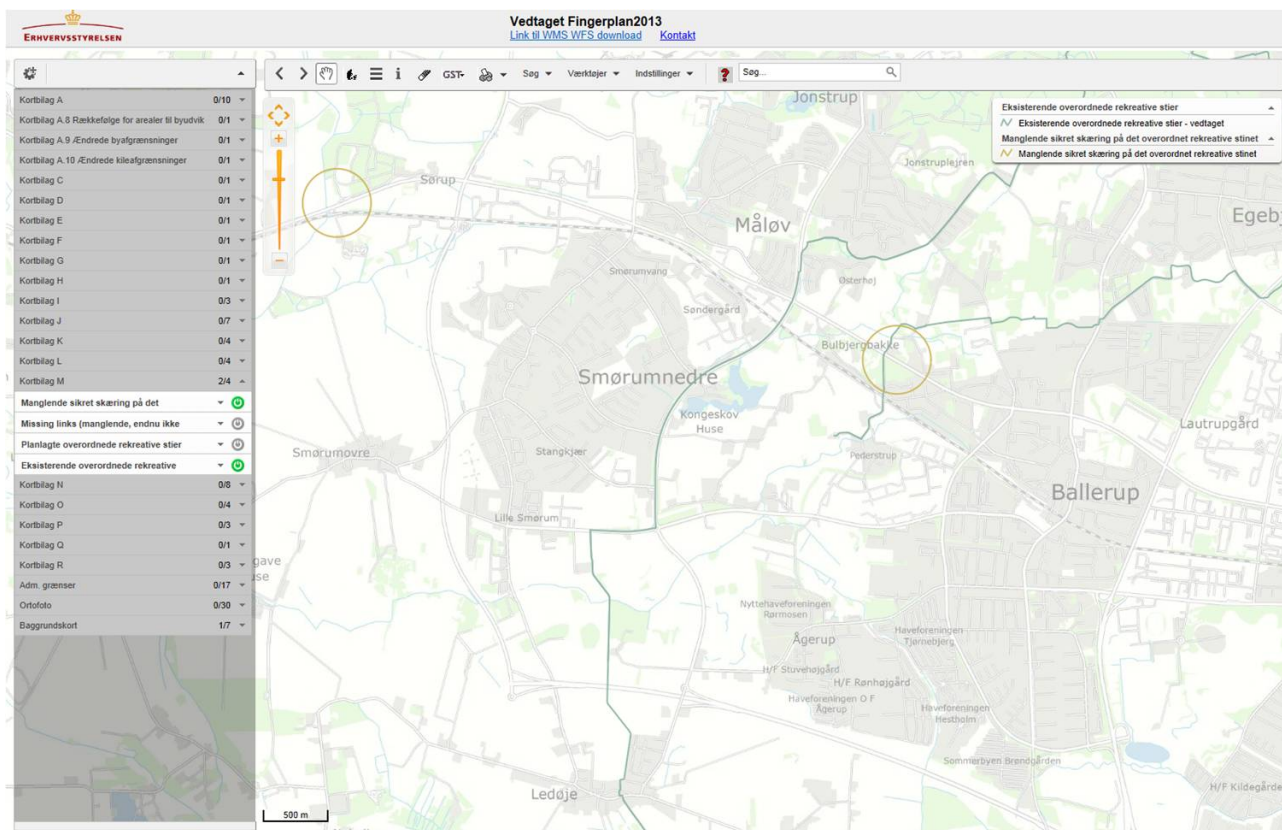 ERHVERVSSTYRELSEN
Vedtaget Fingerplan2013
Link til WMS WFS download Kontakt
GST Søg Værktøjer Indstillinger ? Søg...
Kortbilag A 0/10
Kortbilag A.8 Rækkefølge for arealer til byudvik 0/1
Kortbilag A.9 Ændrede byafgrænsninger 0/1
Kortbilag A.10 Ændrede kileafgrænsninger 0/1
Kortbilag C 0/1
Kortbilag D 0/1
Kortbilag E 0/1
Kortbilag F 0/1
Kortbilag G 0/1
Kortbilag H 0/1
Kortbilag I 0/3
Kortbilag J 0/7
Kortbilag K 0/4
Kortbilag L 0/4
Kortbilag M 2/4
Manglende sikret skæring på det
Missing links (manglende, endnu ikke
Planlagte overordnede rekreative stier
Eksisterende overordnede rekreative
Kortbilag N 0/8
Kortbilag O 0/4
Kortbilag P 0/3
Kortbilag Q 0/1
Kortbilag R 0/3
Adm. grænser 0/17
Ortofoto 0/30
Baggrundskort 1/7
Eksisterende overordnede rekreative stier
Eksisterende overordnede rekreative stier - vedtaget
Manglende sikret skæring på det overordnet rekreative stinet
Manglende sikret skæring på det overordnet rekreative stinet
Jonstrup
Jonstruplejren
Sørup
Måløv
Egeb
Smørumvang
Østerhøj
Søndergård
Bulbjergbakke
Smørumnedre
Kongeskov
Huse
Lautrupgård
Smørumovre
Stangkjær
Pederstrup
Ballerup
Lille Smørum
gave
se
Nyttehaveforeningen
Rørmosen
Haveforeningen
Tjørnebjerg
Ågerup
H/F Stuvehøjgård
H/F Rønhøjgård
Haveforeningen O F
Ågerup
Haveforeningen
Hestholm
Sommerbyen Brøndgården
Ledøje
H/F Kildegårde
500 m